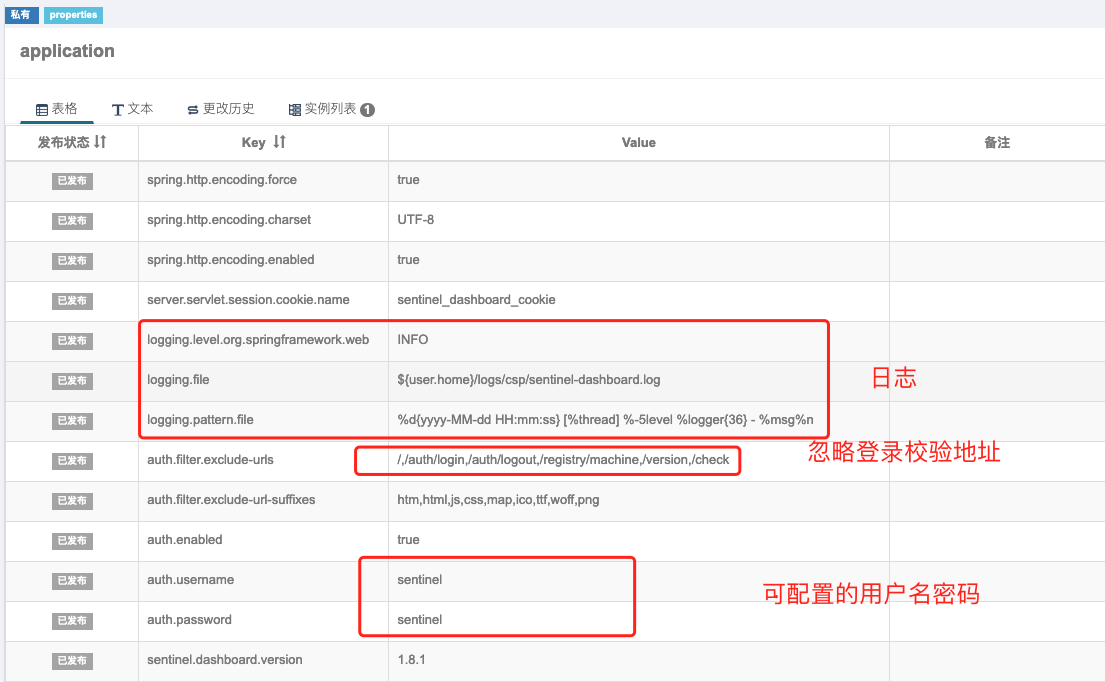 私有 properties
application
表格 文本 更改历史 实例列表 1
发布状态 Key Value 备注
已发布 spring.http.encoding.force true
已发布 spring.http.encoding.charset UTF-8
已发布 spring.http.encoding.enabled true
已发布 server.servlet.session.cookie.name sentinel_dashboard_cookie
已发布 logging.level.org.springframework.web INFO
已发布 logging.file ${user.home}/logs/csp/sentinel-dashboard.log
日志
已发布 logging.pattern.file %d{yyyy-MM-dd HH:mm:ss} [%thread] %-5level %logger{36} - %msg%n
忽略登录校验地址
已发布 auth.filter.exclude-urls /,/auth/login,/auth/logout,/registry/machine,/version,/check
已发布 auth.filter.exclude-url-suffixes htm,html,js,css,map,ico,ttf,woff,png
已发布 auth.enabled true
已发布 auth.username sentinel
可配置的用户名密码
已发布 auth.password sentinel
已发布 sentinel.dashboard.version 1.8.1